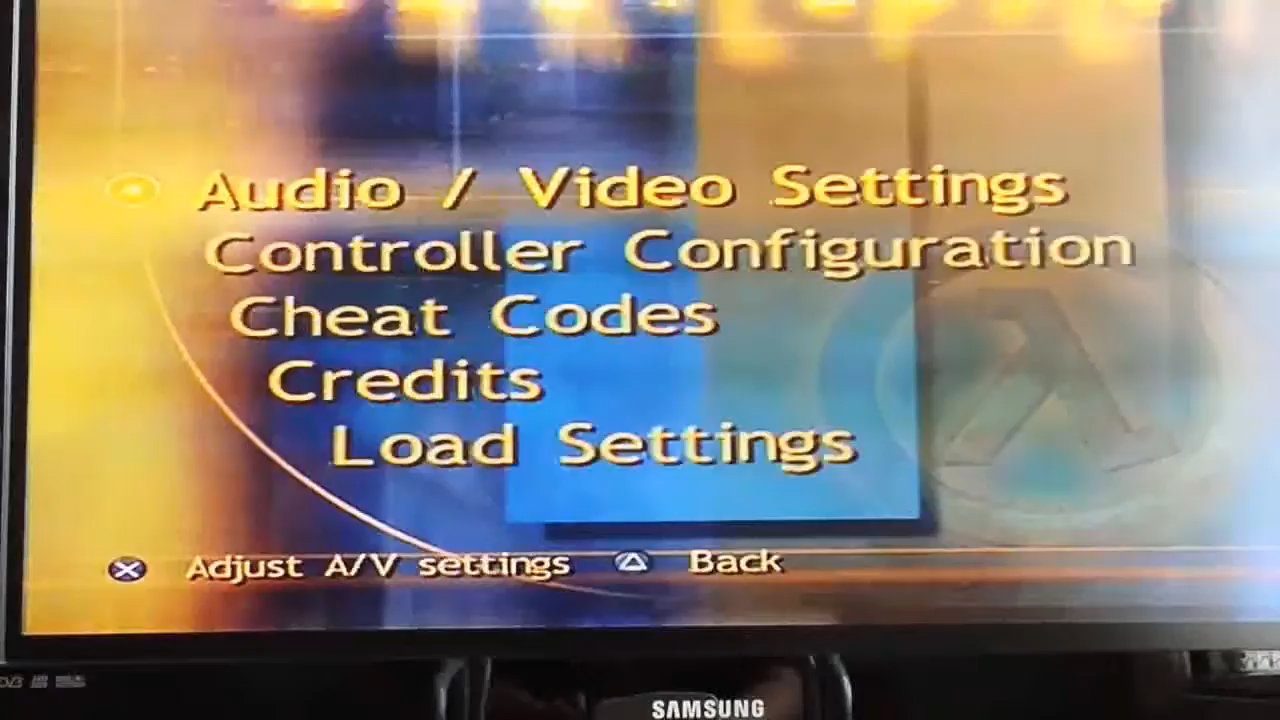 Audio / Video Settings
Controller Configuration
Cheat Codes
Credits
Load Settings
Adjust A/V settings Back
SAMSUNG